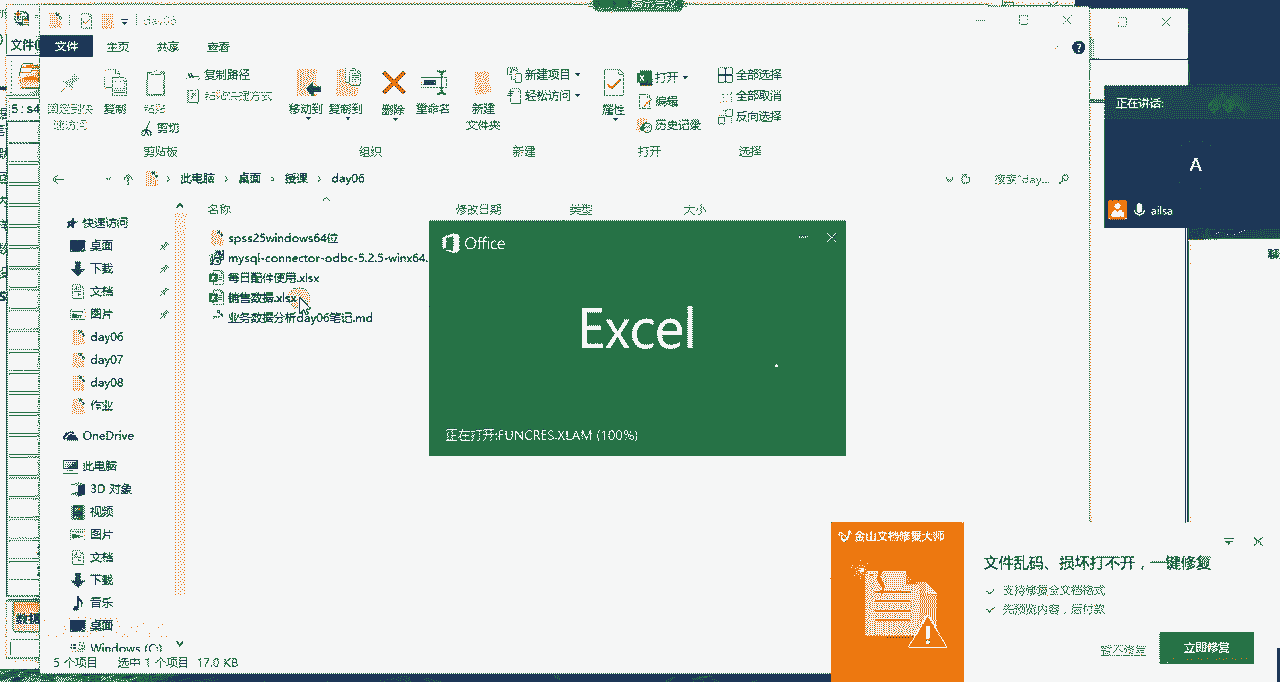 day06
文件
主页
共享
查看
固定到快
速访问
复制
粘贴
复制路径
粘贴快捷方式
剪切
剪贴板
移动到
复制到
删除
重命名
组织
新建
文件夹
新建项目
轻松访问
新建
属性
打开
编辑
历史记录
打开
全部选择
全部取消
反向选择
选择
此电脑 › 桌面 › 授课 › day06
搜索"day...
名称
修改日期
类型
大小
spss25windows64位
mysql-connector-odbc-5.2.5-winx64.
每日配件使用.xlsx
销售数据.xlsx
业务数据分析day06笔记.md
快速访问
桌面
下载
文档
图片
day06
day07
day08
作业
OneDrive
此电脑
3D 对象
视频
图片
文档
下载
音乐
桌面
Windows (C:)
5 个项目
选中 1 个项目
17.0 KB
Office
Excel
正在打开:FUNCRES.XLAM (100%)
正在讲话:
A
ailsa
金山文档修复大师
文件乱码、损坏打不开，一键修复
支持修复全文档格式
先预览内容，后付款
暂不修复
立即修复
文件
5 : s4
数据